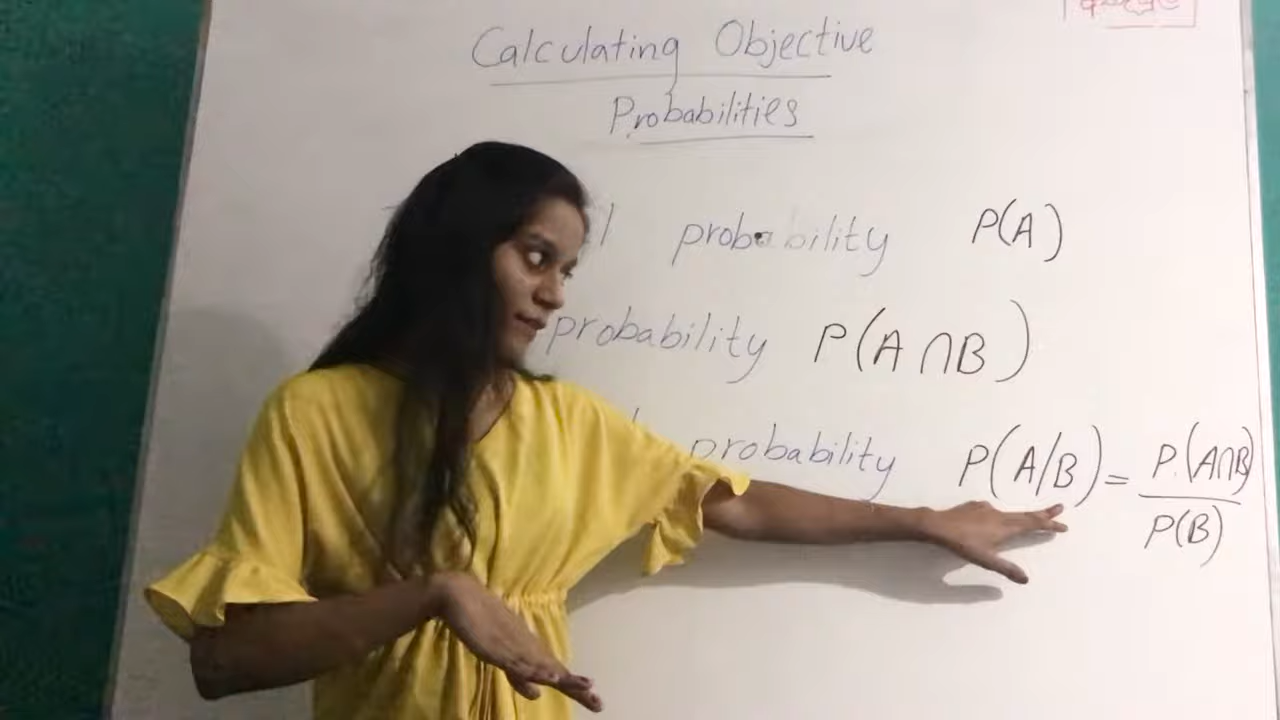 Calculating Objective
Probabilities
probability P(A)
probability P(A∩B)
probability P(A/B) = P.(A∩B)
P(B)